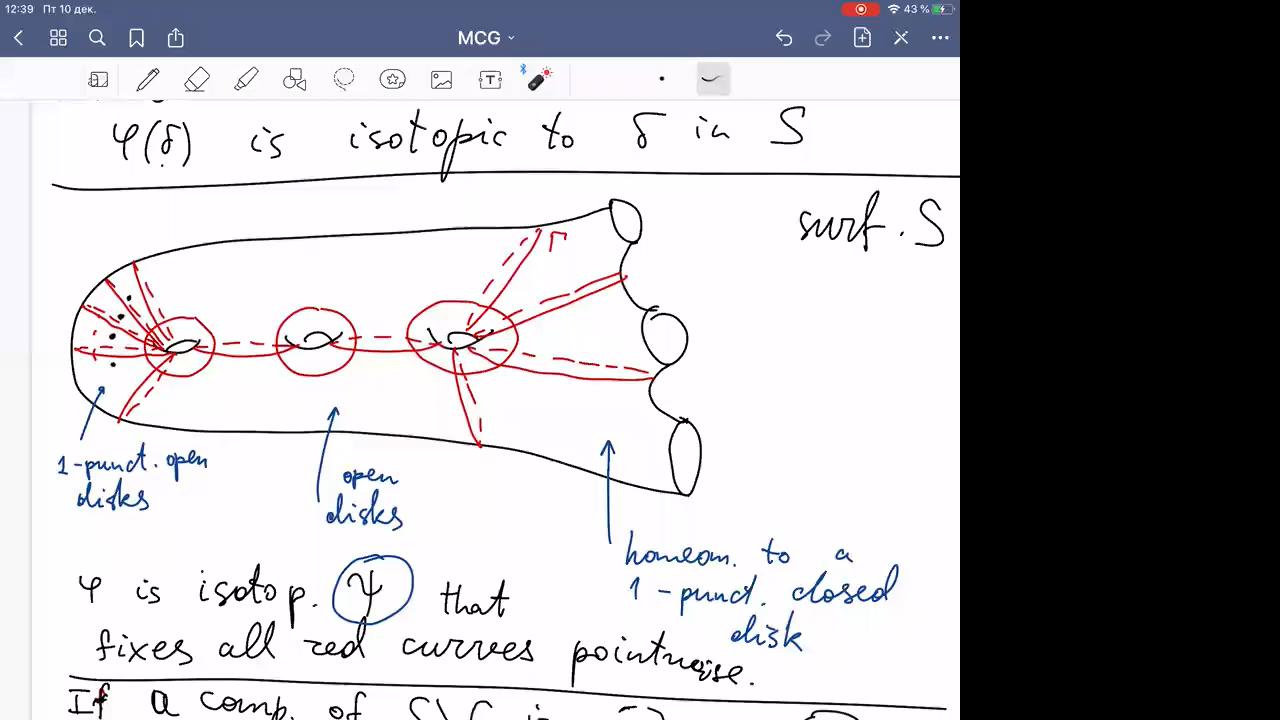 12:39 Пт 10 дек.
43 %
MCG
φ(δ) is isotopic to δ in S
surf. S
Γ
1-punct. open
disks
open
disks
homeom. to a
1-punct. closed
disk
φ is isotop. ψ that
fixes all red curves pointwise.
If a comp. of